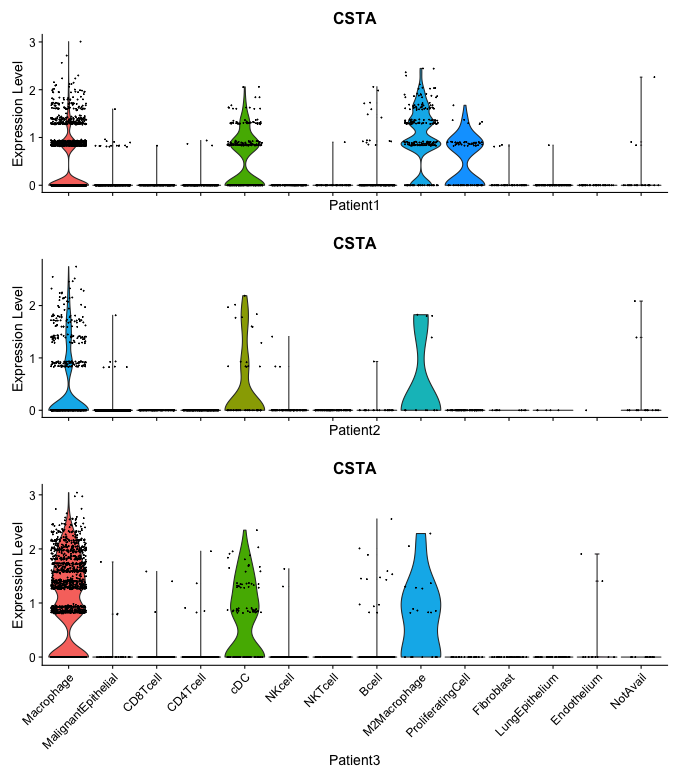 CSTA
Expression Level
3
2
1
0
Patient1
CSTA
Expression Level
2
1
0
Patient2
CSTA
Expression Level
3
2
1
0
Macrophage
MalignantEpithelial
CD8Tcell
CD4Tcell
cDC
NKcell
NKTcell
Bcell
M2Macrophage
ProliferatingCell
Fibroblast
LungEpithelium
Endothelium
NotAvail
Patient3